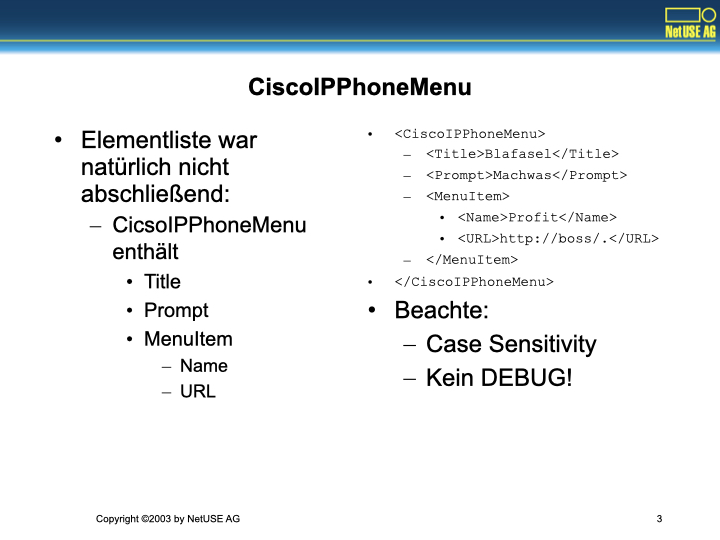 NetUSE AG
CiscoIPPhoneMenu
• Elementliste war
natürlich nicht
abschließend:
– CicsoIPPhoneMenu
enthält
• Title
• Prompt
• MenuItem
– Name
– URL
• <CiscoIPPhoneMenu>
– <Title>Blafasel</Title>
– <Prompt>Machwas</Prompt>
– <MenuItem>
• <Name>Profit</Name>
• <URL>http://boss/.</URL>
– </MenuItem>
• </CiscoIPPhoneMenu>
• Beachte:
– Case Sensitivity
– Kein DEBUG!
Copyright ©2003 by NetUSE AG
3